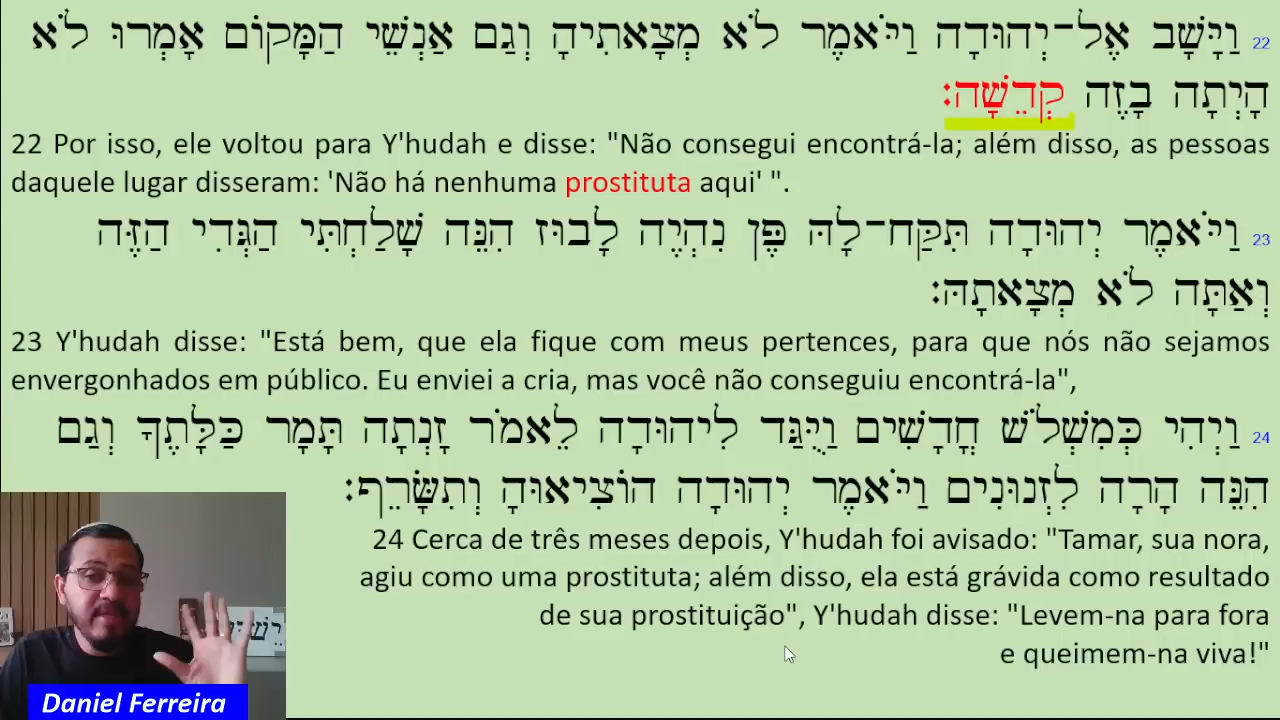 22 וַיָּשָׁב אֶל־יְהוּדָה וַיֹּאמֶר לֹא מְצָאתִיהָ וְגַם אַנְשֵׁי הַמָּקוֹם אָמְרוּ לֹא
הָיְתָה בָזֶה קְדֵשָׁה׃
22 Por isso, ele voltou para Y'hudah e disse: "Não consegui encontrá-la; além disso, as pessoas
daquele lugar disseram: 'Não há nenhuma prostituta aqui' ".
23 וַיֹּאמֶר יְהוּדָה תִּקַּח־לָהּ פֶּן נִהְיֶה לָבוּז הִנֵּה שָׁלַחְתִּי הַגְּדִי הַזֶּה
וְאַתָּה לֹא מְצָאתָהּ׃
23 Y'hudah disse: "Está bem, que ela fique com meus pertences, para que nós não sejamos
envergonhados em público. Eu enviei a cria, mas você não conseguiu encontrá-la",
24 וַיְהִי כְּמִשְׁלֹשׁ חֳדָשִׁים וַיֻּגַּד לִיהוּדָה לֵאמֹר זָנְתָה תָּמָר כַּלָּתֶךָ וְגַם
הִנֵּה הָרָה לִזְנוּנִים וַיֹּאמֶר יְהוּדָה הוֹצִיאוּהָ וְתִשָּׂרֵף׃
24 Cerca de três meses depois, Y'hudah foi avisado: "Tamar, sua nora,
agiu como uma prostituta; além disso, ela está grávida como resultado
de sua prostituição", Y'hudah disse: "Levem-na para fora
e queimem-na viva!"
Daniel Ferreira